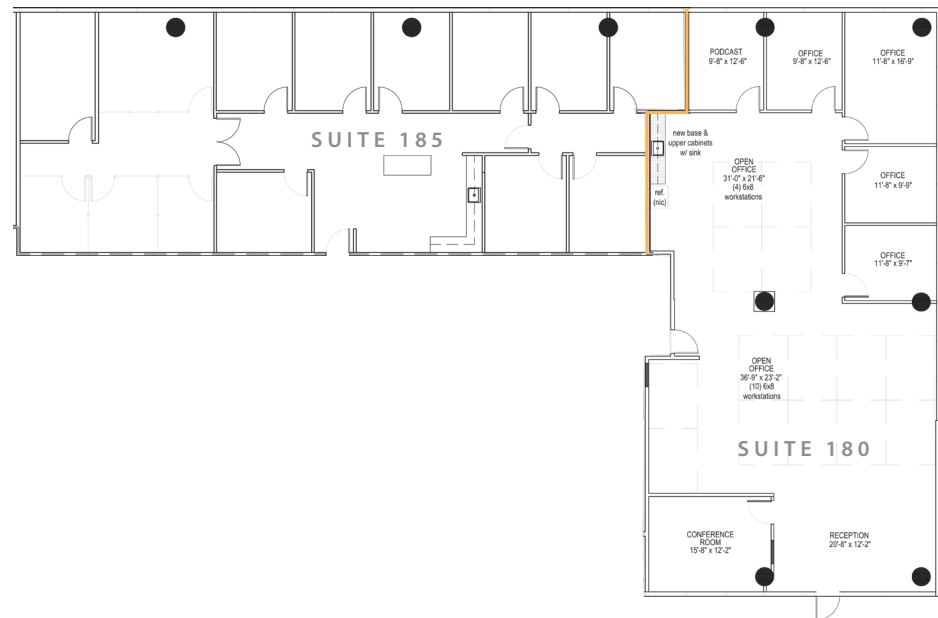 PODCAST
9'-8" x 12'-6"
OFFICE
9'-8" x 12'-6"
OFFICE
11'-8" x 16'-9"
SUITE 185
new base &
upper cabinets
w/ sink
ref.
(nic)
OPEN
OFFICE
31'-0" x 21'-6"
(4) 6x8
workstations
OFFICE
11'-8" x 9'-9"
OFFICE
11'-8" x 9'-7"
OPEN
OFFICE
36'-9" x 23'-2"
(10) 6x8
workstations
SUITE 180
CONFERENCE
ROOM
15'-8" x 12'-2"
RECEPTION
20'-8" x 12'-2"